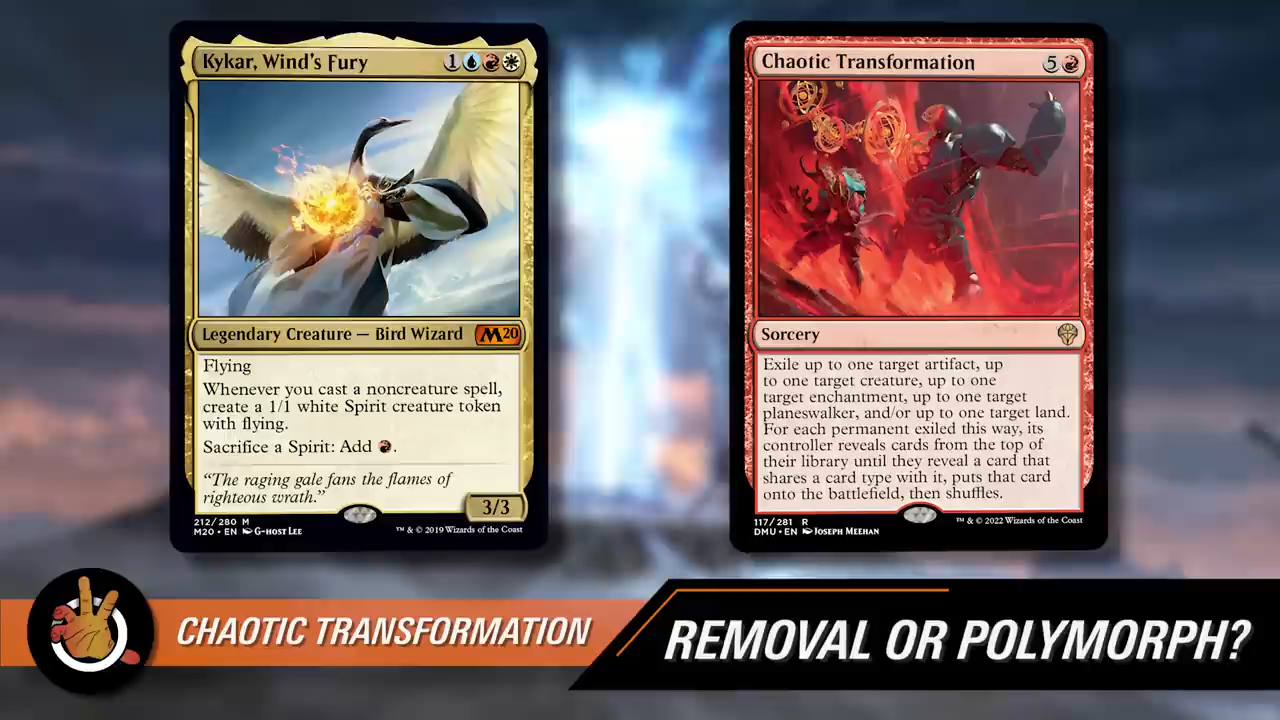 Kykar, Wind's Fury
1
Legendary Creature — Bird Wizard
M20
Flying
Whenever you cast a noncreature spell,
create a 1/1 white Spirit creature token
with flying.
Sacrifice a Spirit: Add .
“The raging gale fans the flames of
righteous wrath.”
3/3
212/280 M
M20 • EN G-host Lee
™ & © 2019 Wizards of the Coast
Chaotic Transformation
5
Sorcery
Exile up to one target artifact, up
to one target creature, up to one
target enchantment, up to one target
planeswalker, and/or up to one target land.
For each permanent exiled this way, its
controller reveals cards from the top of
their library until they reveal a card that
shares a card type with it, puts that card
onto the battlefield, then shuffles.
117/281 R
DMU • EN Joseph Meehan
™ & © 2022 Wizards of the Coast
CHAOTIC TRANSFORMATION
REMOVAL OR POLYMORPH?